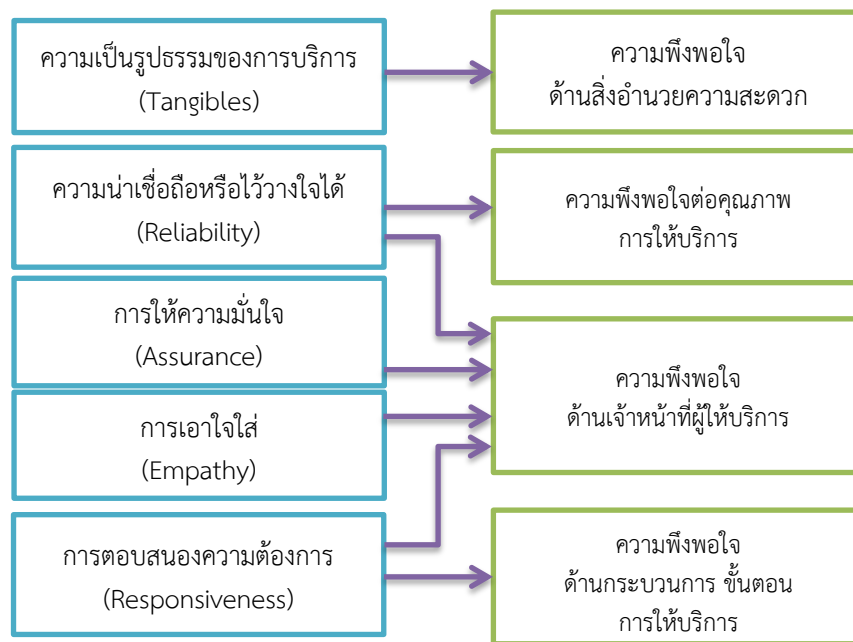 ความเป็นรูปธรรมของการบริการ
(Tangibles)
ความพึงพอใจ
ด้านสิ่งอำนวยความสะดวก
ความน่าเชื่อถือหรือไว้วางใจได้
(Reliability)
ความพึงพอใจต่อคุณภาพ
การให้บริการ
การให้ความมั่นใจ
(Assurance)
การเอาใจใส่
(Empathy)
ความพึงพอใจ
ด้านเจ้าหน้าที่ผู้ให้บริการ
การตอบสนองความต้องการ
(Responsiveness)
ความพึงพอใจ
ด้านกระบวนการ ขั้นตอน
การให้บริการ